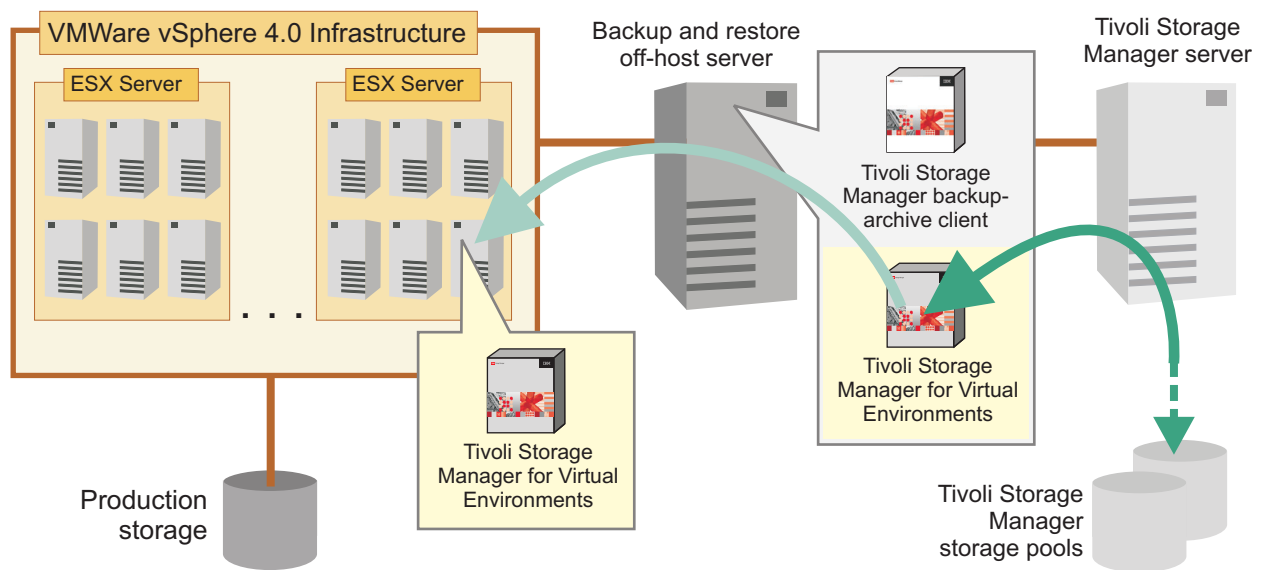 VMWare vSphere 4.0 Infrastructure
ESX Server
ESX Server
. . .
Backup and restore
off-host server
Tivoli Storage
Manager server
IBM
Tivoli Storage
Manager backup-
archive client
Tivoli Storage
Manager for Virtual
Environments
IBM
Tivoli Storage
Manager for Virtual
Environments
Production
storage
Tivoli Storage
Manager
storage pools